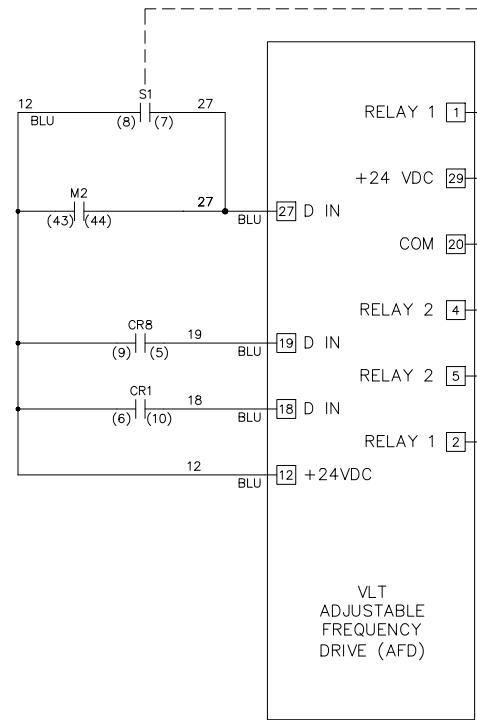 S1
12
27
BLU
(8) (7)
RELAY 1 1
+24 VDC 29
M2
27
(43) (44)
BLU
27 D IN
COM 20
RELAY 2 4
CR8
19
(9) (5)
BLU
19 D IN
RELAY 2 5
CR1
18
(6) (10)
BLU
18 D IN
RELAY 1 2
12
BLU
12 +24VDC
VLT
ADJUSTABLE
FREQUENCY
DRIVE (AFD)